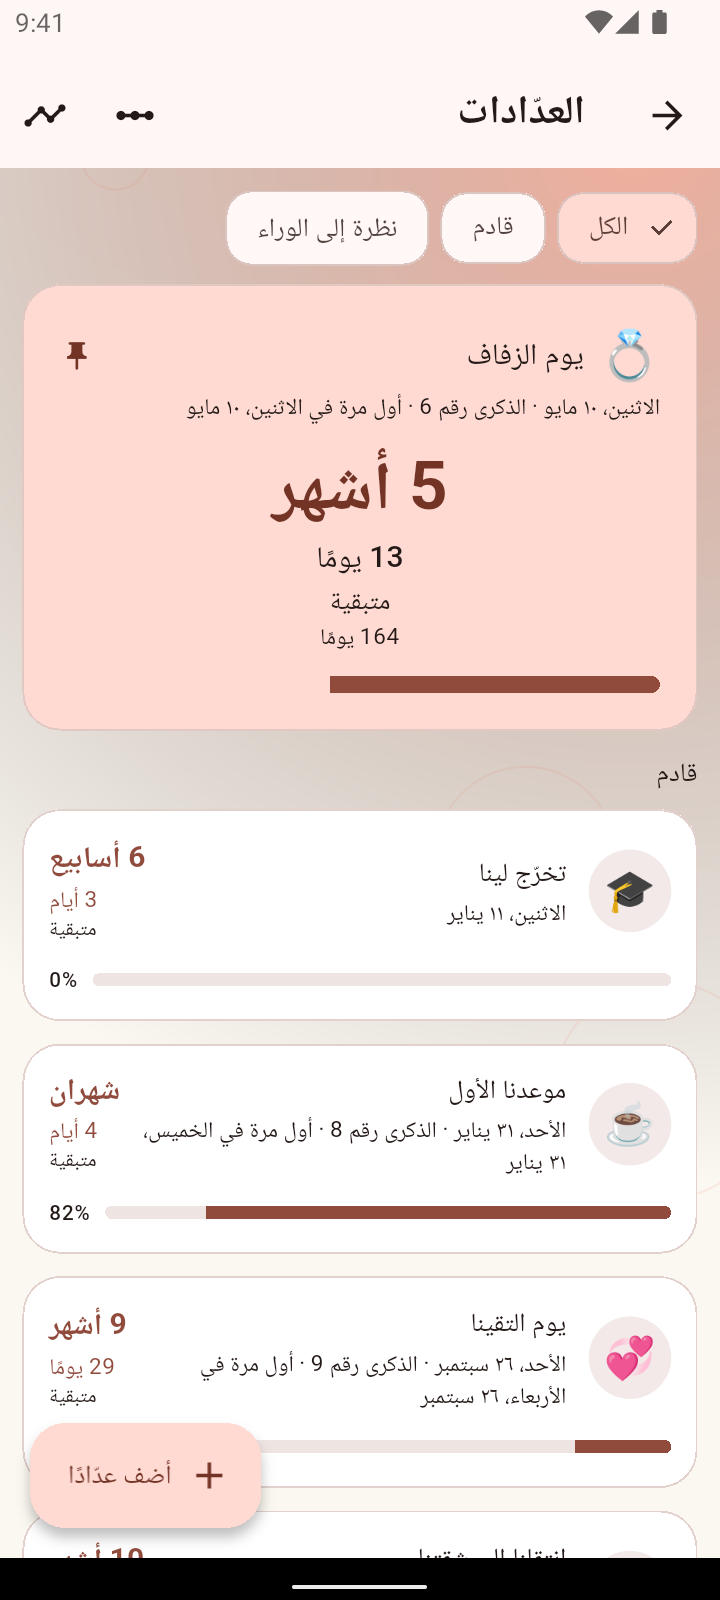 9:41
العدّادات
الكل
قادم
نظرة إلى الوراء
يوم الزفاف
الاثنين، ١٠ مايو · الذكرى رقم 6 · أول مرة في الاثنين، ١٠ مايو
5 أشهر
13 يومًا
متبقية
164 يومًا
قادم
تخرّج لينا
الاثنين، ١١ يناير
6 أسابيع
3 أيام
متبقية
0%
موعدنا الأول
الأحد، ٣١ يناير · الذكرى رقم 8 · أول مرة في الخميس،
٣١ يناير
شهران
4 أيام
متبقية
82%
يوم التقينا
الأحد، ٢٦ سبتمبر · الذكرى رقم 9 · أول مرة في
الأربعاء، ٢٦ سبتمبر
9 أشهر
29 يومًا
متبقية
أضف عدّادًا